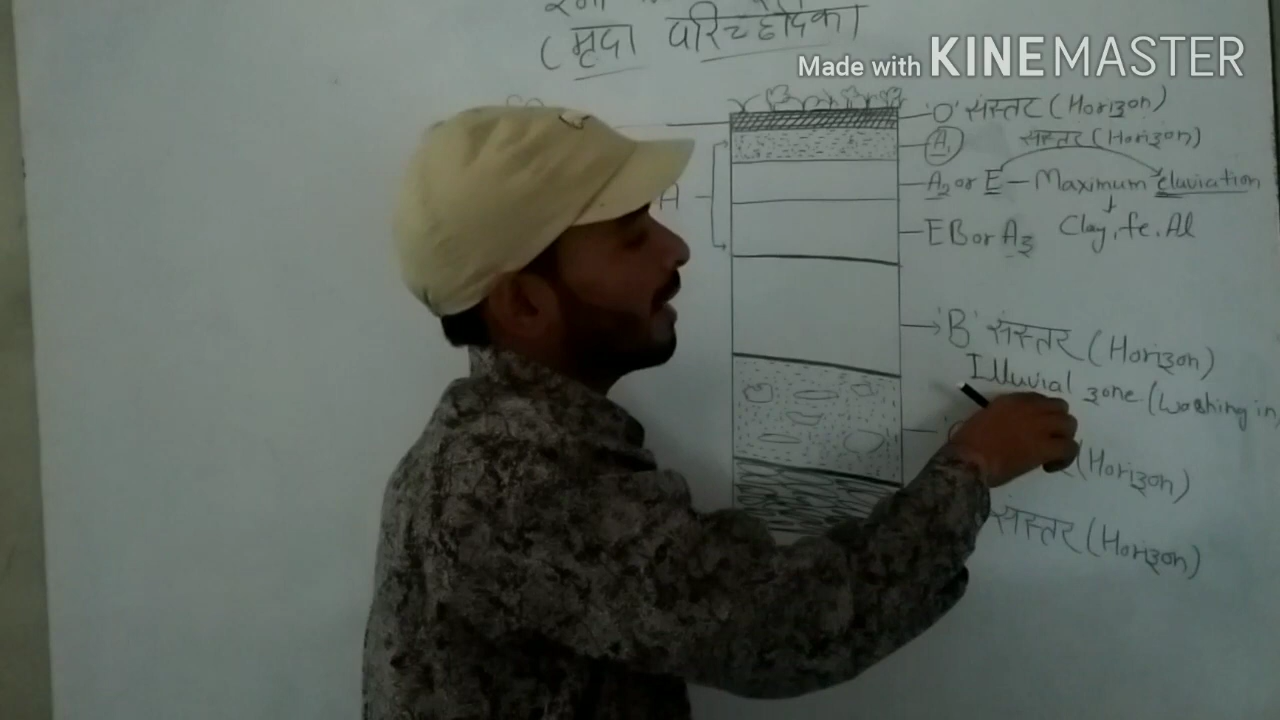 (मृदा परिच्छेदिका
Made with KINEMASTER
'O' संस्तर (Horizon)
A₁ संस्तर (Horizon)
A₂ or E — Maximum eluviation
Clay, fe, Al
EB or A₃
A
'B' संस्तर (Horizon)
Illuvial zone (Washing in
(Horizon)
संस्तर (Horizon)